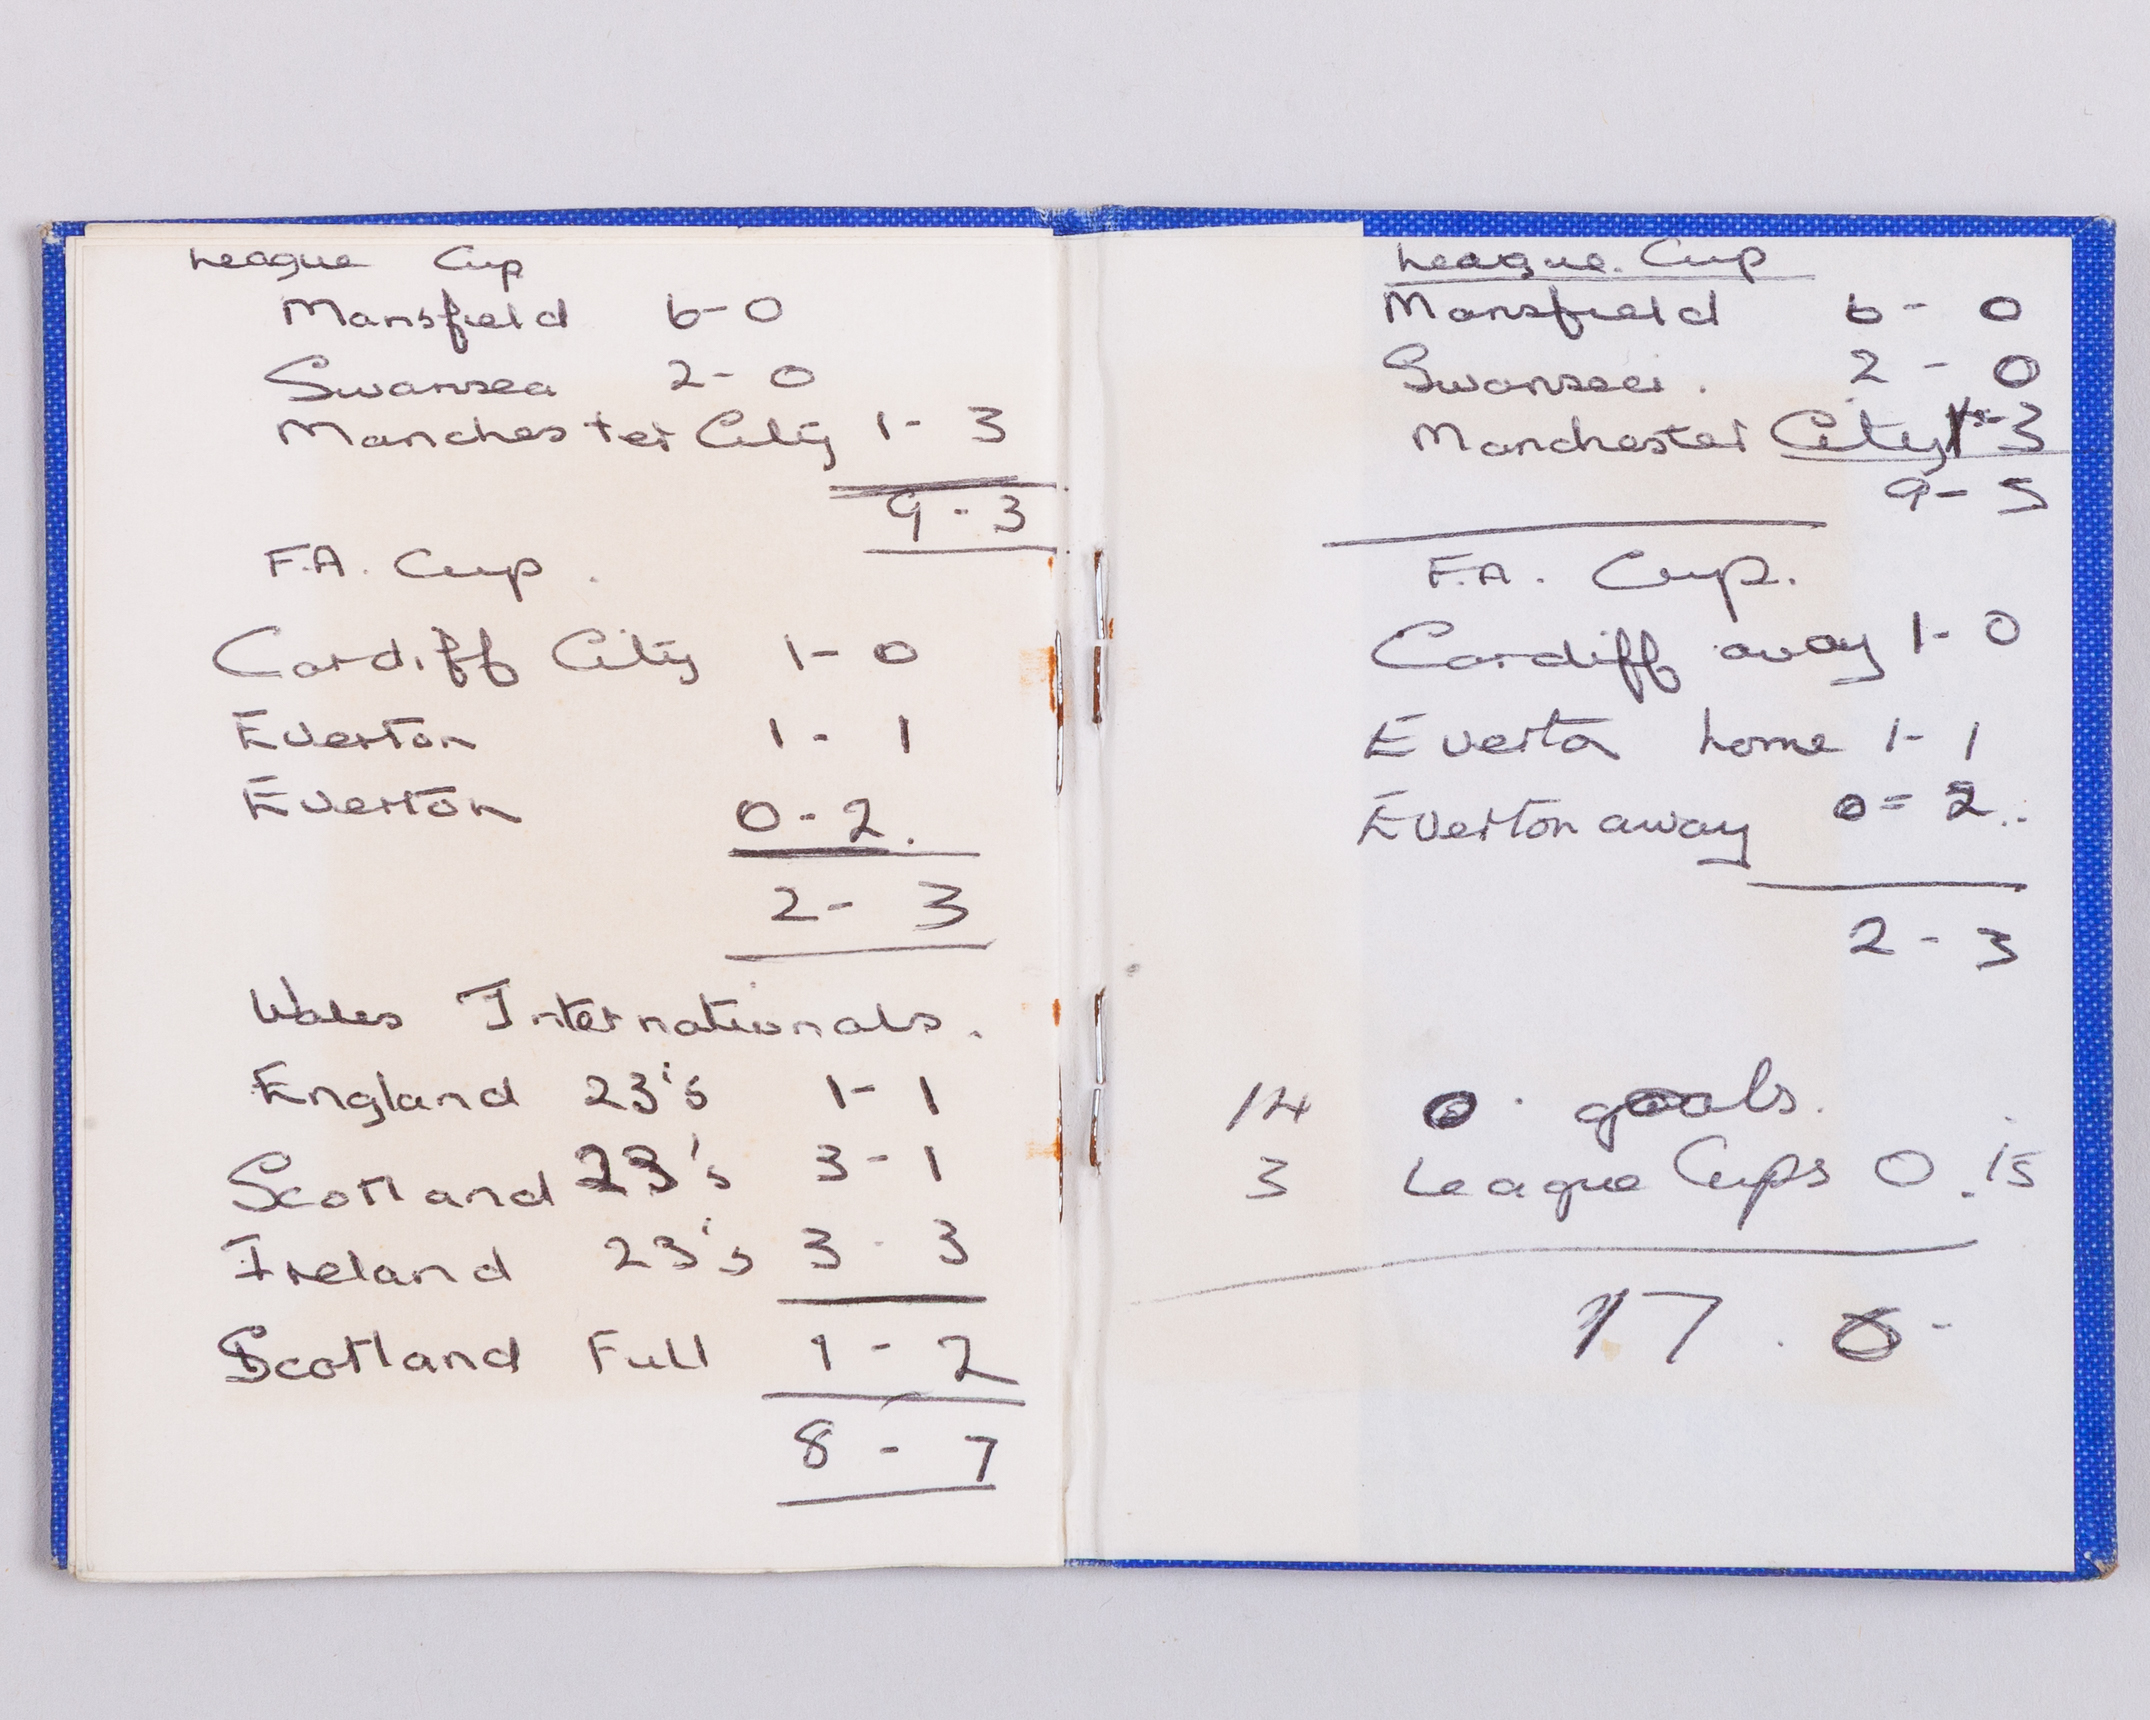 League Cup
Mansfield 6-0
Swansea 2-0
Manchester City 1-3
9-3
F.A. Cup.
Cardiff City 1-0
Everton 1-1
Everton 0-2.
2-3
Wales Internationals.
England 23's 1-1
Scotland 23's 3-1
Ireland 23's 3-3
Scotland Full 1-2
8-7
League Cup
Mansfield 6-0
Swansea. 2-0
Manchester City 1-3
9-5
F.A. Cup.
Cardiff away 1-0
Everton home 1-1
Everton away 0-2..
2-3
14 0. goals.
3 League Cups 0.15
17.